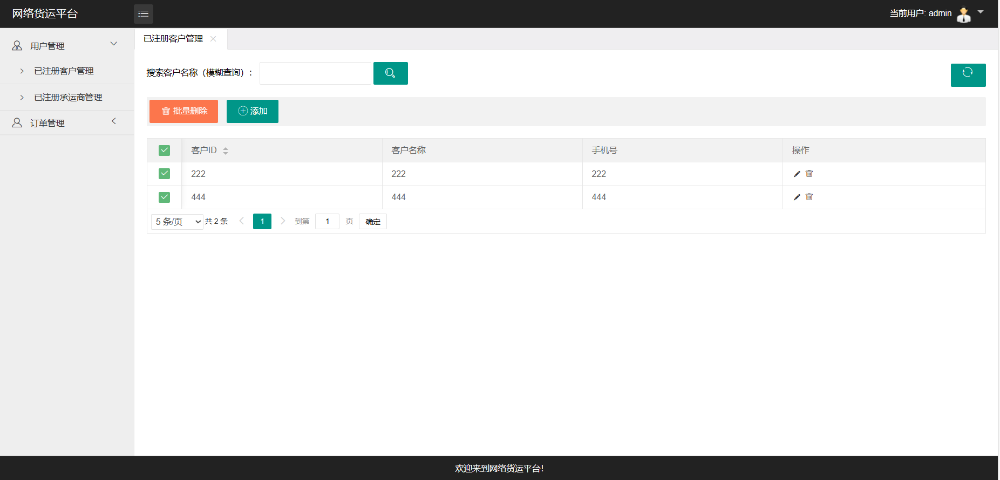 网络货运平台
当前用户: admin
用户管理
已注册客户管理
已注册承运商管理
订单管理
已注册客户管理
搜索客户名称（模糊查询）：
批量删除 添加
客户ID 客户名称 手机号 操作
222 222 222
444 444 444
5 条/页 共 2 条 1 到第 1 页 确定
欢迎来到网络货运平台!